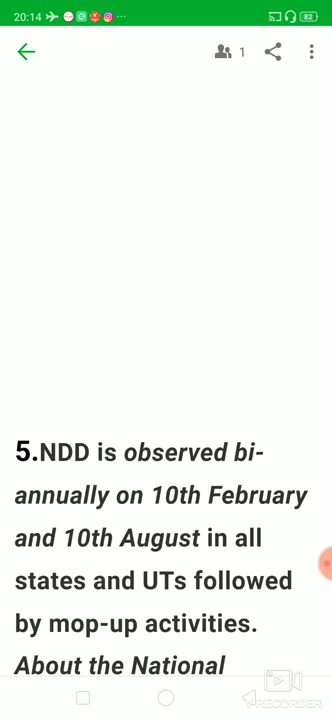 20:14
82
1
5.NDD is observed bi-
annually on 10th February
and 10th August in all
states and UTs followed
by mop-up activities.
About the National
RECORDER